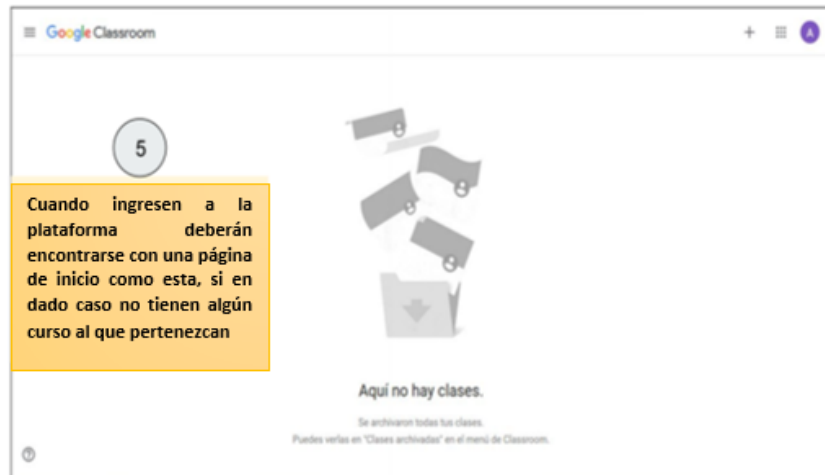 Google Classroom
A
5
Cuando ingresen a la
plataforma deberán
encontrarse con una página
de inicio como esta, si en
dado caso no tienen algún
curso al que pertenezcan
Aquí no hay clases.
Se archivaron todas tus clases.
Puedes verlas en "Clases archivadas" en el menú de Classroom.